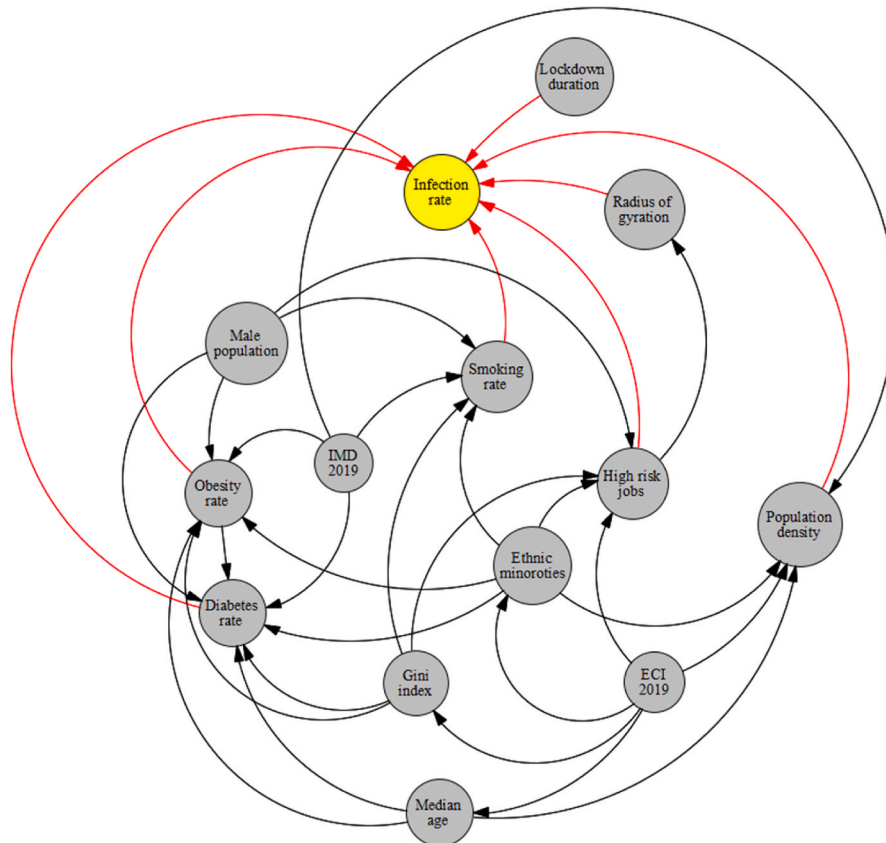 Lockdown
duration
Infection
rate
Radius of
gyration
Male
population
Smoking
rate
IMD
2019
Obesity
rate
High risk
jobs
Population
density
Ethnic
minoroties
Diabetes
rate
Gini
index
ECI
2019
Median
age